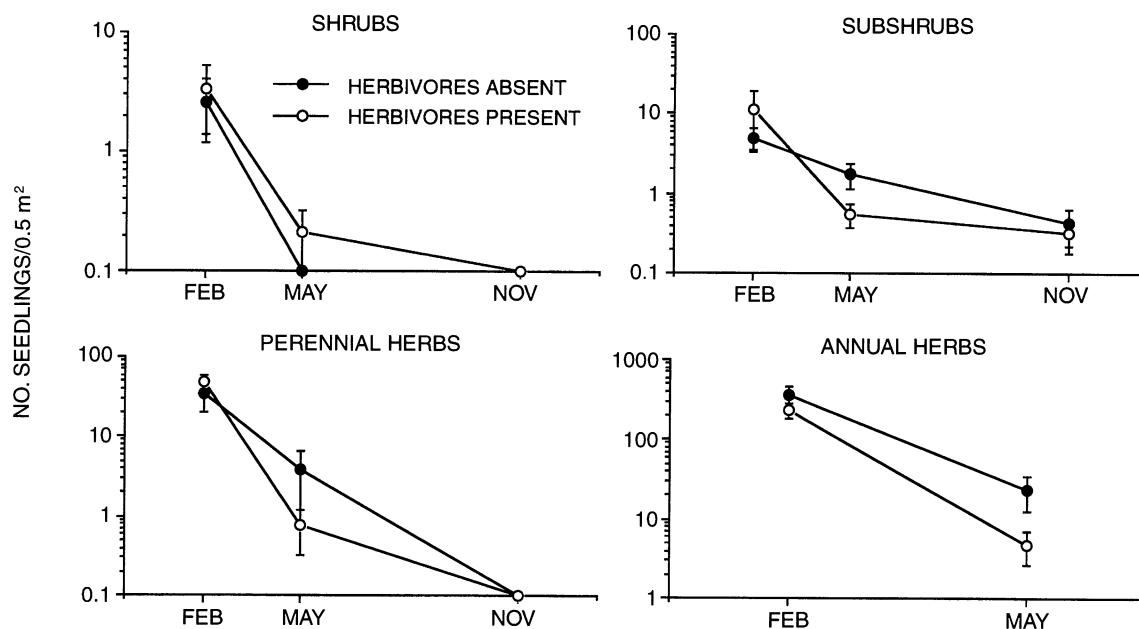 NO. SEEDLINGS/0.5 m²
SHRUBS
10
1
0.1
FEB MAY NOV
HERBIVORES ABSENT
HERBIVORES PRESENT
SUBSHRUBS
100
10
1
0.1
FEB MAY NOV
PERENNIAL HERBS
100
10
1
0.1
FEB MAY NOV
ANNUAL HERBS
1000
100
10
1
FEB MAY